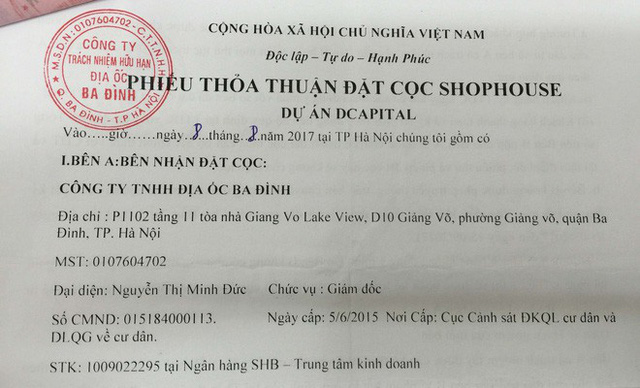 CỘNG HÒA XÃ HỘI CHỦ NGHĨA VIỆT NAM
Độc lập – Tự do – Hạnh Phúc
M.S.D.N: 0107604702 - C.T.T.N.H.H
CÔNG TY
TRÁCH NHIỆM HỮU HẠN
ĐỊA ỐC
BA ĐÌNH
Q. BA ĐÌNH - T.P HÀ NỘI
PHIẾU THỎA THUẬN ĐẶT CỌC SHOPHOUSE
DỰ ÁN DCAPITAL
Vào.....giờ......ngày 8...tháng..8.năm 2017 tại TP Hà Nội chúng tôi gồm có
I.BÊN A:BÊN NHẬN ĐẶT CỌC:
CÔNG TY TNHH ĐỊA ỐC BA ĐÌNH
Địa chỉ : P1102 tầng 11 tòa nhà Giang Vo Lake View, D10 Giảng Võ, phường Giảng võ, quận Ba
Đình, TP. Hà Nội
MST: 0107604702
Đại diện: Nguyễn Thị Minh Đức Chức vụ : Giám đốc
Số CMND: 015184000113. Ngày cấp: 5/6/2015 Nơi Cấp: Cục Cảnh sát ĐKQL cư dân và
DLQG về cư dân.
STK: 1009022295 tại Ngân hàng SHB – Trung tâm kinh doanh